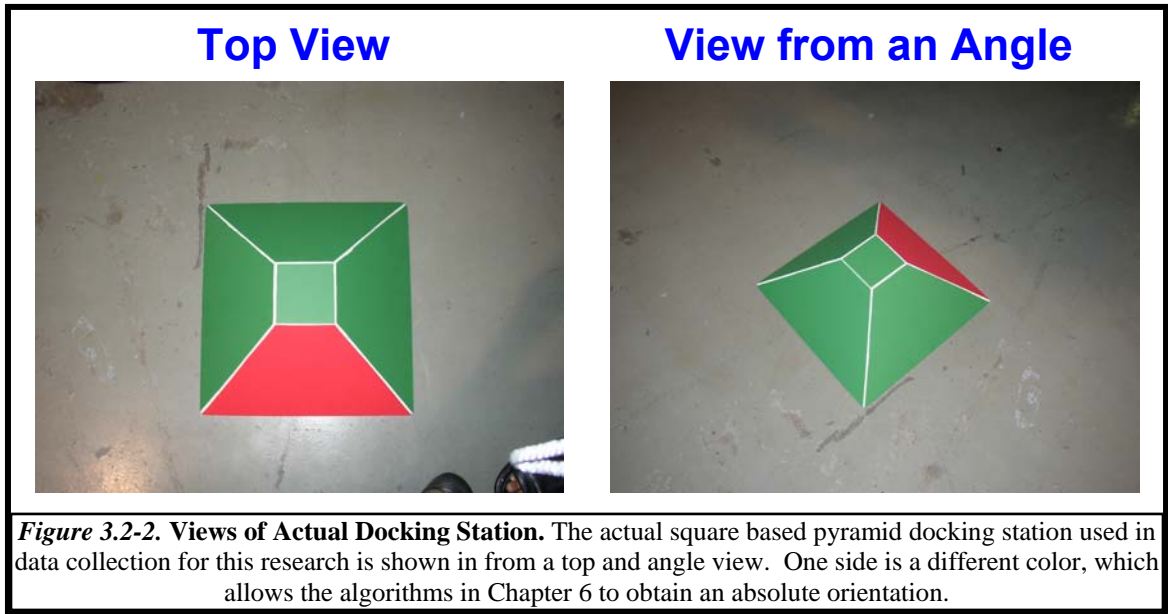 Top View
View from an Angle
Figure 3.2-2. Views of Actual Docking Station. The actual square based pyramid docking station used in
data collection for this research is shown in from a top and angle view. One side is a different color, which
allows the algorithms in Chapter 6 to obtain an absolute orientation.